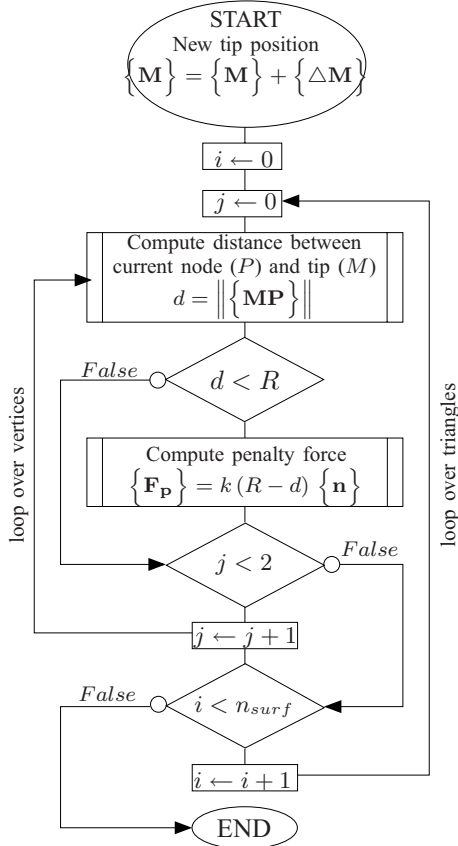 START
New tip position
{M} = {M} + {△M}
i ← 0
j ← 0
Compute distance between
current node (P) and tip (M)
d = ‖{MP}‖
False
d < R
Compute penalty force
{Fp} = k (R − d) {n}
j < 2
False
j ← j + 1
False
i < nsurf
i ← i + 1
END
loop over vertices
loop over triangles